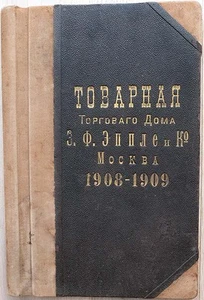 ТОВАРНАЯ
Торговаго Дома
Э. Ф. Эппле и Ко
Москва
1908-1909